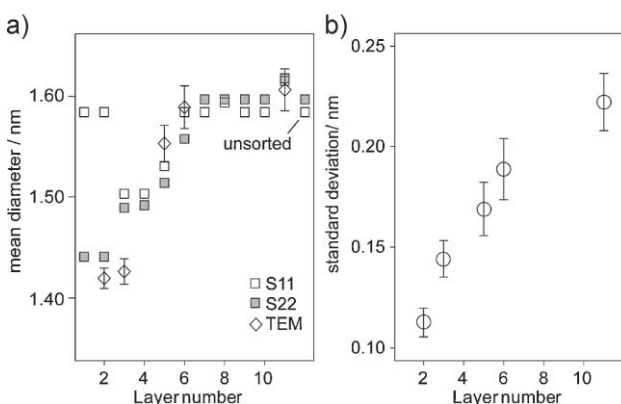 a)
mean diameter / nm
1.60
1.50
1.40
unsorted
S11
S22
TEM
2 4 6 8 10
Layer number
b)
standard deviation/ nm
0.25
0.20
0.15
0.10
2 4 6 8 10
Layer number